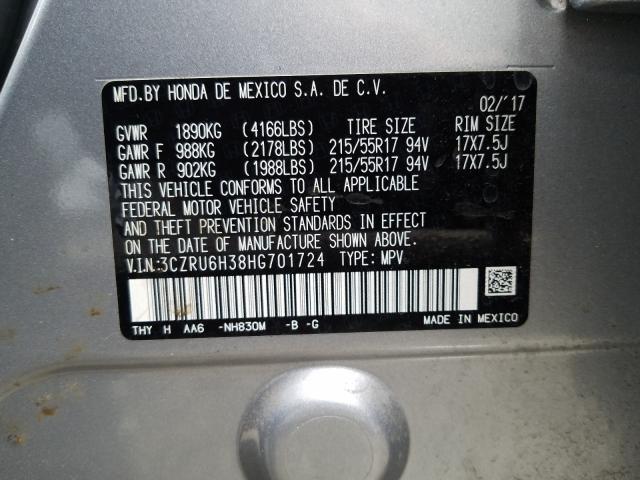 MFD.BY HONDA DE MEXICO S.A. DE C.V.
02/'17
GVWR 1890KG (4166LBS) TIRE SIZE RIM SIZE
GAWR F 988KG (2178LBS) 215/55R17 94V 17X7.5J
GAWR R 902KG (1988LBS) 215/55R17 94V 17X7.5J
THIS VEHICLE CONFORMS TO ALL APPLICABLE
FEDERAL MOTOR VEHICLE SAFETY
AND THEFT PREVENTION STANDARDS IN EFFECT
ON THE DATE OF MANUFACTURE SHOWN ABOVE.
V.I.N:3CZRU6H38HG701724 TYPE: MPV
THY H AA6 -NH830M -B -G MADE IN MEXICO